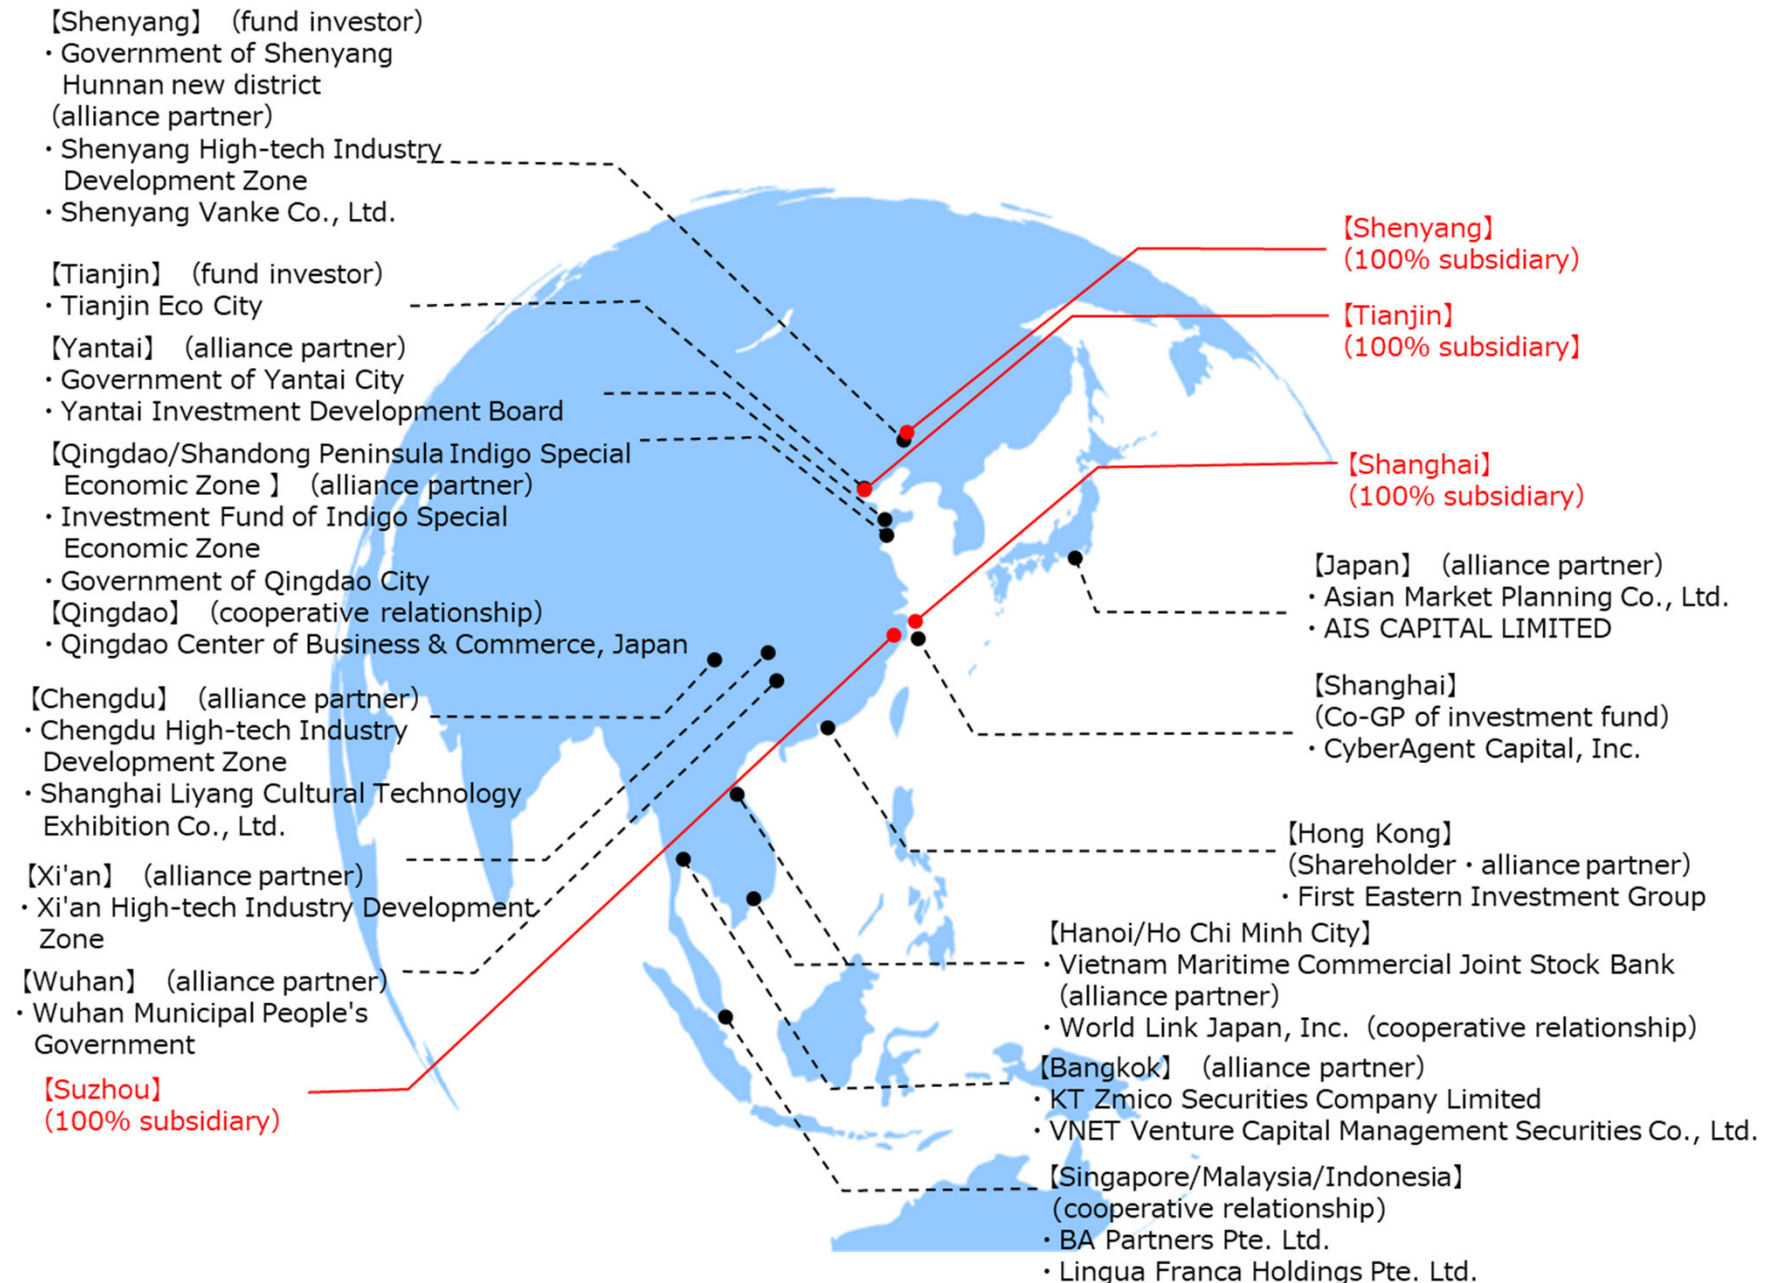 【Shenyang】 (fund investor)
・Government of Shenyang
Hunnan new district
(alliance partner)
・Shenyang High-tech Industry
Development Zone
・Shenyang Vanke Co., Ltd.
【Tianjin】 (fund investor)
・Tianjin Eco City
【Yantai】 (alliance partner)
・Government of Yantai City
・Yantai Investment Development Board
【Qingdao/Shandong Peninsula Indigo Special
Economic Zone 】 (alliance partner)
・Investment Fund of Indigo Special
Economic Zone
・Government of Qingdao City
【Qingdao】 (cooperative relationship)
・Qingdao Center of Business & Commerce, Japan
【Chengdu】 (alliance partner)
・Chengdu High-tech Industry
Development Zone
・Shanghai Liyang Cultural Technology
Exhibition Co., Ltd.
【Xi'an】 (alliance partner)
・Xi'an High-tech Industry Development
Zone
【Wuhan】 (alliance partner)
・Wuhan Municipal People's
Government
【Suzhou】
(100% subsidiary)
【Shenyang】
(100% subsidiary)
【Tianjin】
(100% subsidiary】
【Shanghai】
(100% subsidiary)
【Japan】 (alliance partner)
・Asian Market Planning Co., Ltd.
・AIS CAPITAL LIMITED
【Shanghai】
(Co-GP of investment fund)
・CyberAgent Capital, Inc.
【Hong Kong】
(Shareholder・alliance partner)
・First Eastern Investment Group
【Hanoi/Ho Chi Minh City】
・Vietnam Maritime Commercial Joint Stock Bank
(alliance partner)
・World Link Japan, Inc. (cooperative relationship)
【Bangkok】 (alliance partner)
・KT Zmico Securities Company Limited
・VNET Venture Capital Management Securities Co., Ltd.
【Singapore/Malaysia/Indonesia】
(cooperative relationship)
・BA Partners Pte. Ltd.
・Lingua Franca Holdings Pte. Ltd.